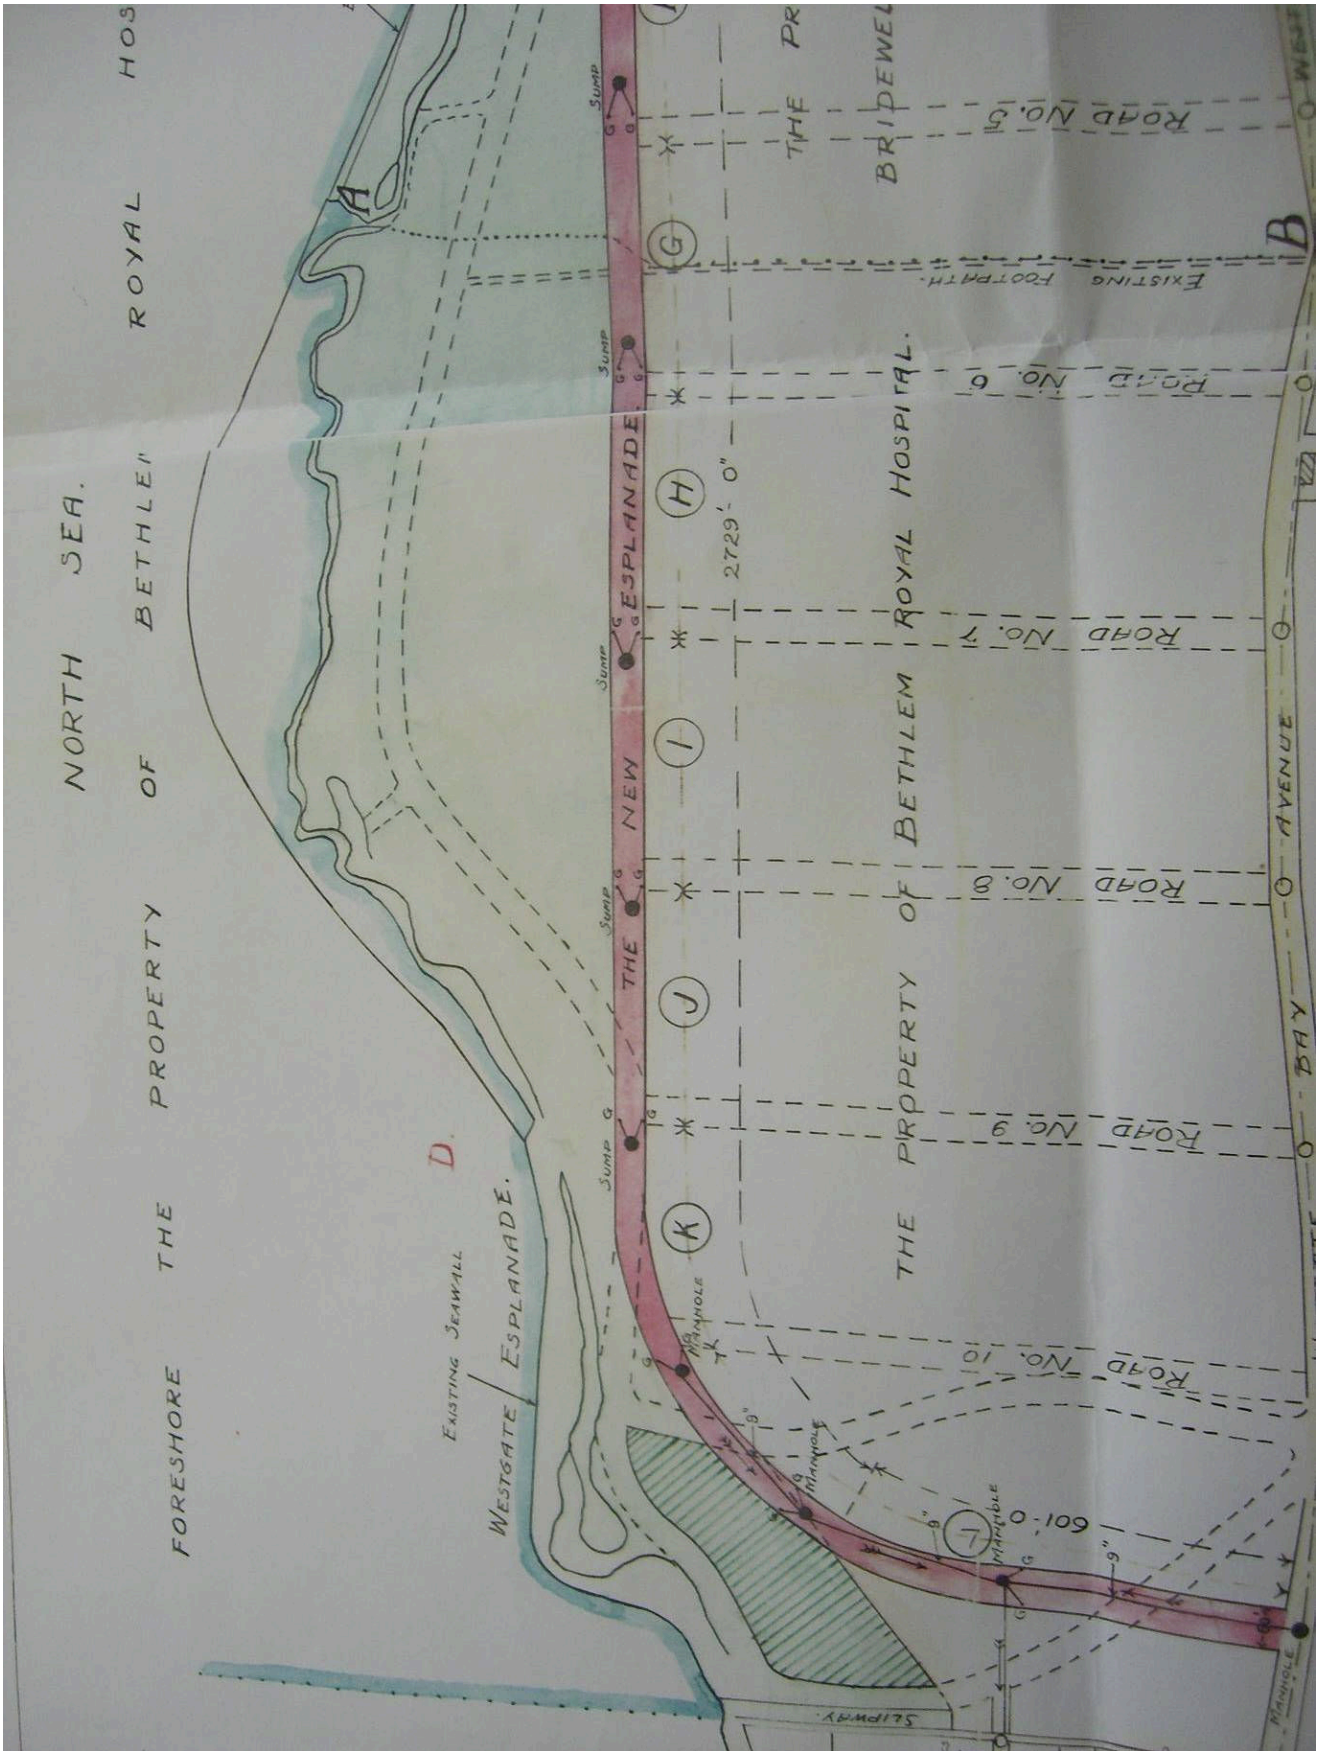 NORTH SEA.
FORESHORE THE PROPERTY OF BETHLEM ROYAL HOS
EXISTING SEAWALL
WESTGATE ESPLANADE.
D.
A
B
THE NEW ESPLANADE.
SUMP
G
G
SUMP
G
G
SUMP
G
G
SUMP
G
G
SUMP
G
G
G
H
I
J
K
L
2729'- 0"
601'-0"
THE PR
BRIDEWEL
THE PROPERTY OF BETHLEM ROYAL HOSPITAL.
EXISTING FOOTPATH.
ROAD No. 5
ROAD No. 6
ROAD No. 7
ROAD No. 8
ROAD No. 9
ROAD No. 10
MANHOLE
G
G
MANHOLE
G
G
MANHOLE
G
G
MANHOLE
9"
9"
9"
60'
SLIPWAY.
BAY AVENUE
WEST